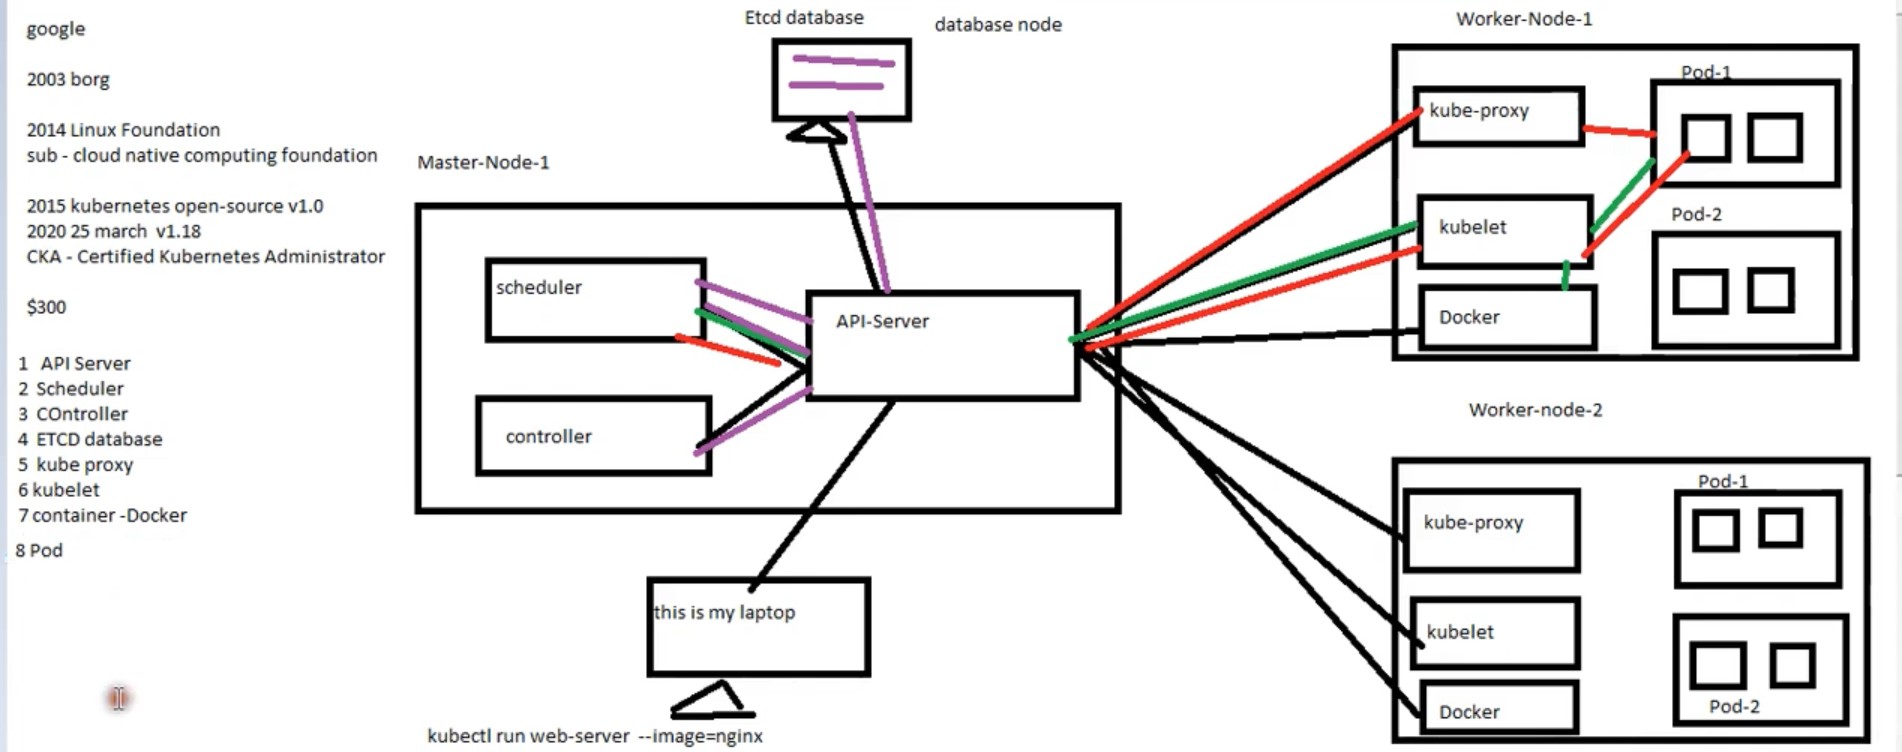 google
2003 borg
2014 Linux Foundation
sub - cloud native computing foundation
2015 kubernetes open-source v1.0
2020 25 march  v1.18
CKA - Certified Kubernetes Administrator
$300
1   API Server
2  Scheduler
3  COntroller
4  ETCD database
5  kube proxy
6 kubelet
7 container -Docker
8 Pod
Etcd database
database node
Master-Node-1
scheduler
API-Server
controller
this is my laptop
kubectl run web-server  --image=nginx
Worker-Node-1
kube-proxy
Pod-1
kubelet
Pod-2
Docker
Worker-node-2
Pod-1
kube-proxy
kubelet
Pod-2
Docker